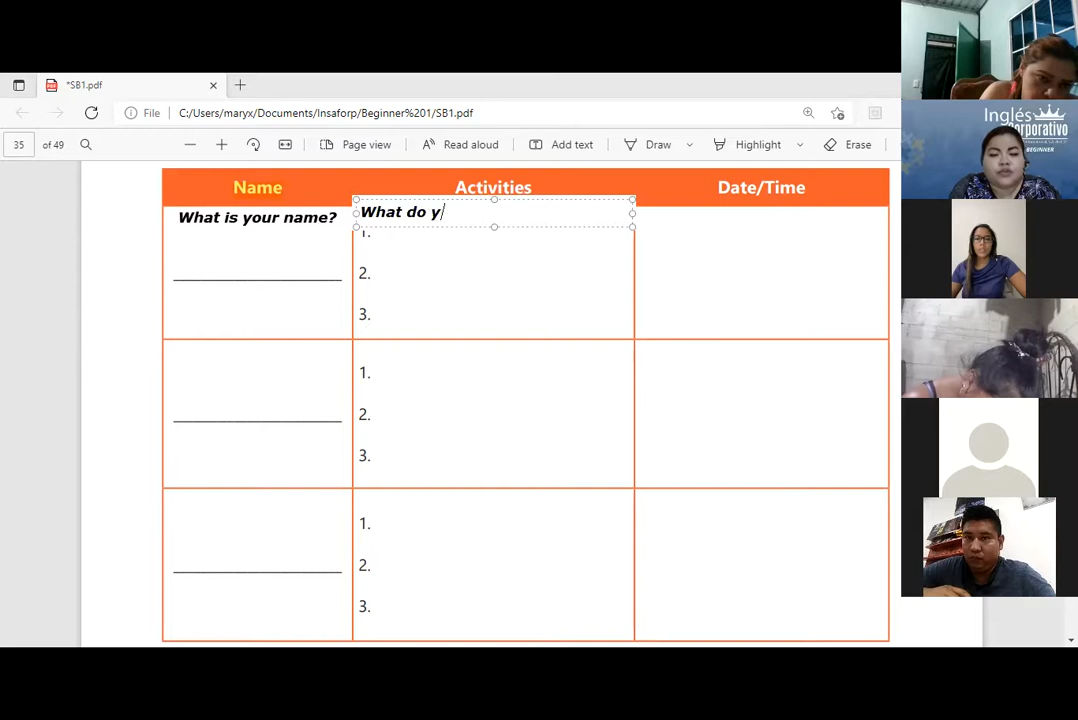 *SB1.pdf
File
C:/Users/maryx/Documents/Insaforp/Beginner%201/SB1.pdf
35 of 49
Page view
Read aloud
Add text
Draw
Highlight
Erase
Name
Activities
Date/Time
What is your name?
What do y
1.
2.
3.
1.
2.
3.
1.
2.
3.
Inglés
Corporativo
BEGINNER